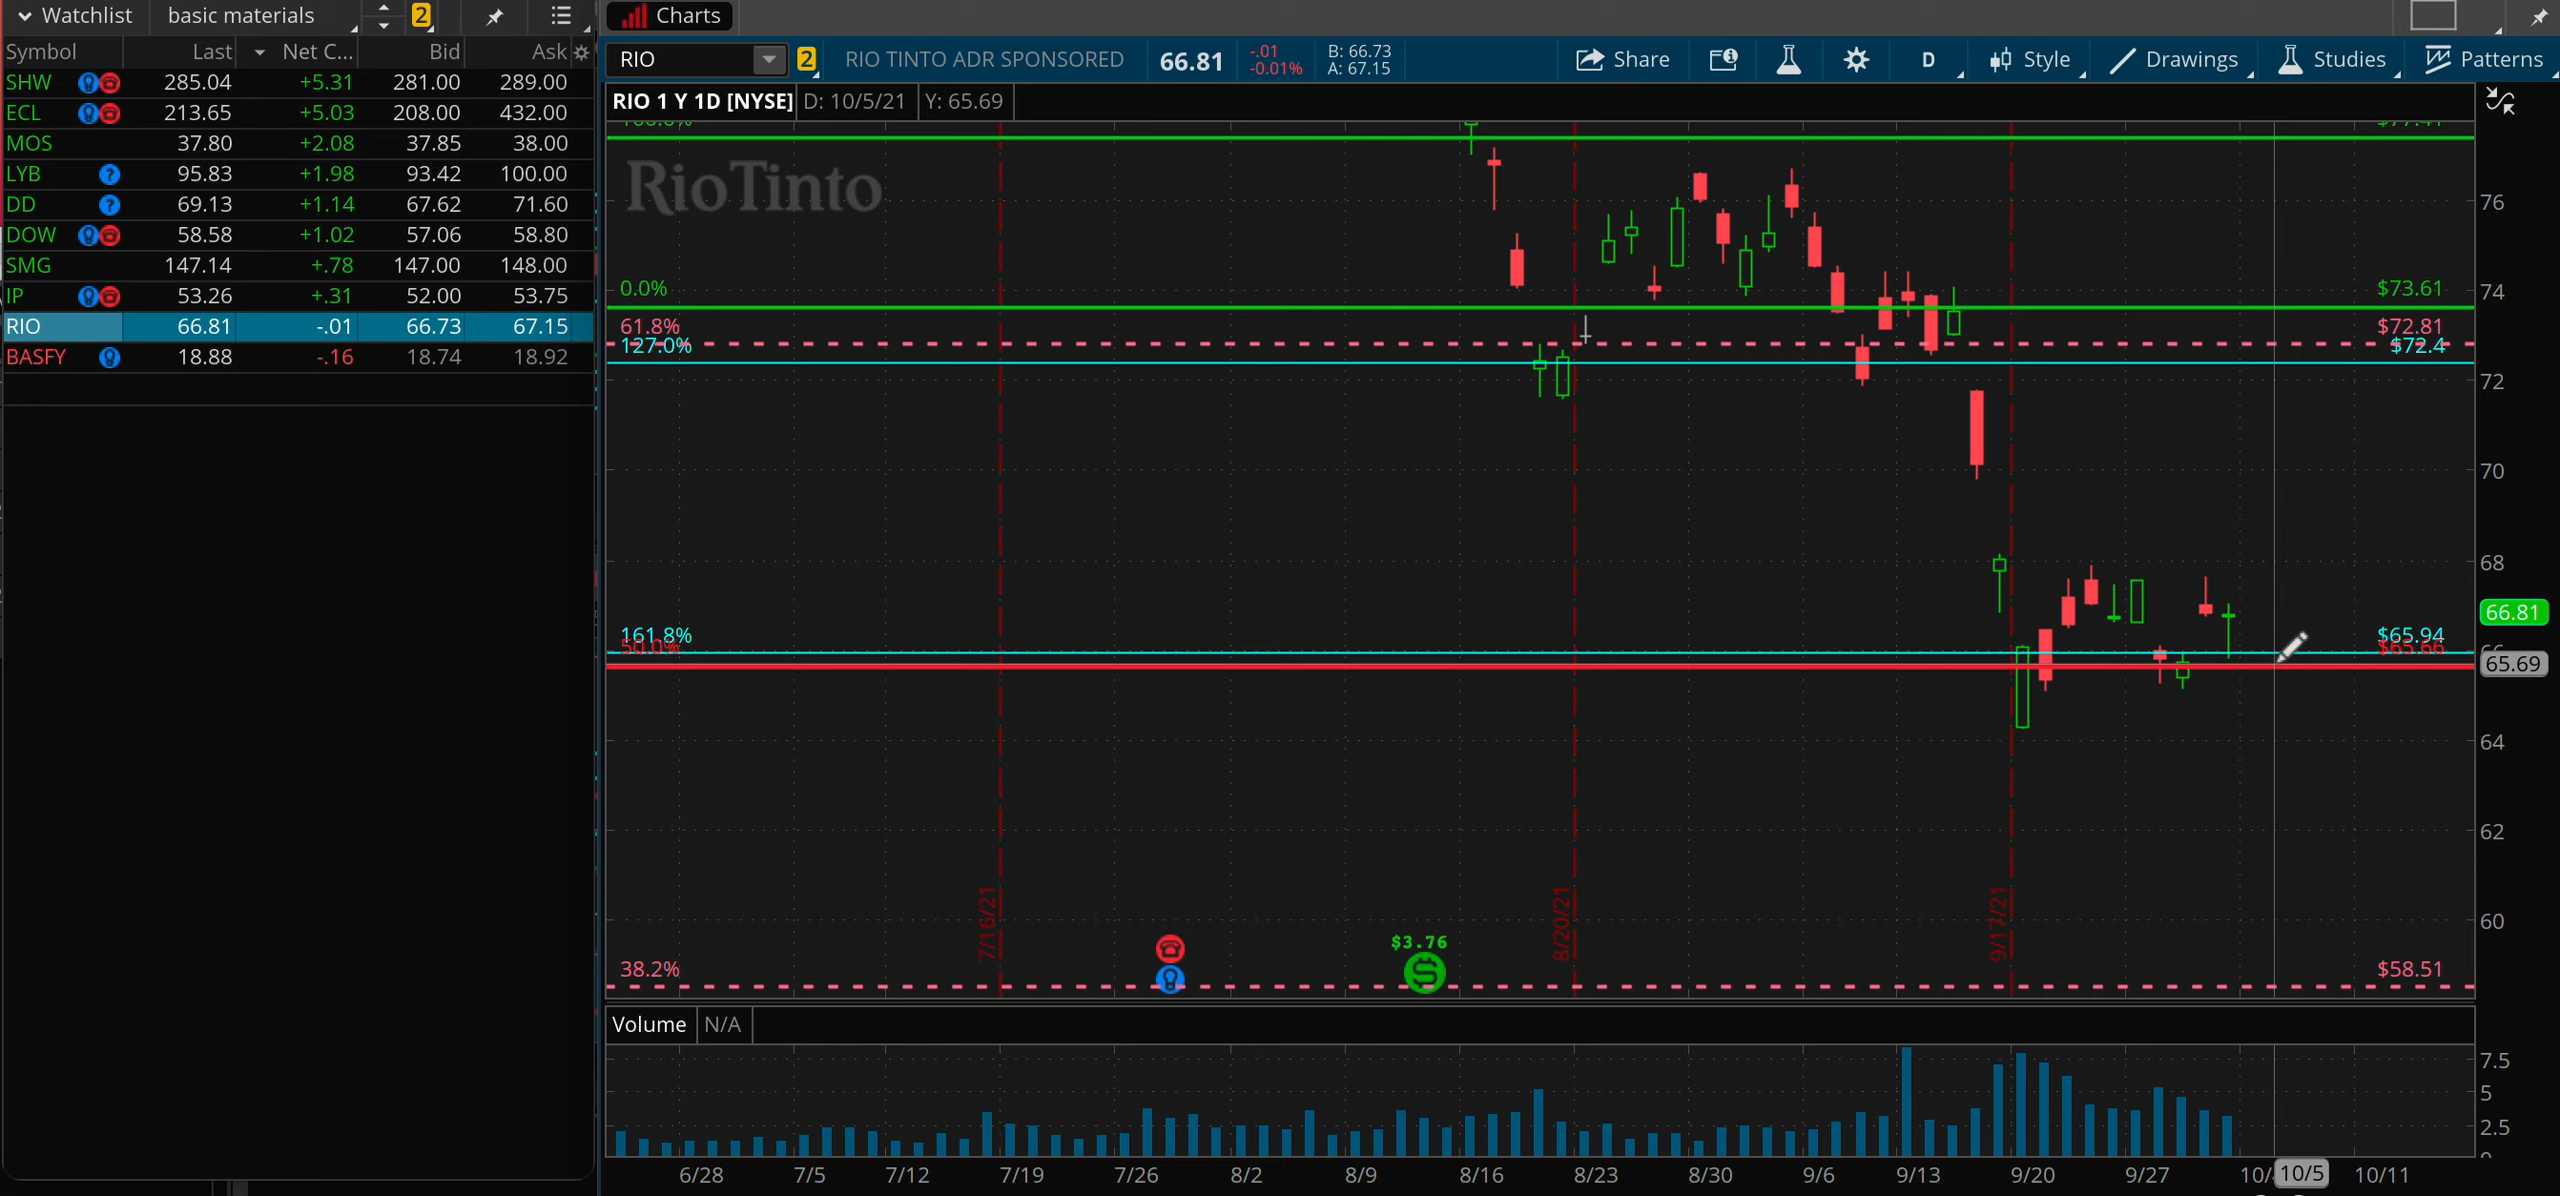 Watchlist basic materials 2
Symbol Last Net C... Bid Ask
SHW 285.04 +5.31 281.00 289.00
ECL 213.65 +5.03 208.00 432.00
MOS 37.80 +2.08 37.85 38.00
LYB ? 95.83 +1.98 93.42 100.00
DD ? 69.13 +1.14 67.62 71.60
DOW 58.58 +1.02 57.06 58.80
SMG 147.14 +.78 147.00 148.00
IP 53.26 +.31 52.00 53.75
RIO 66.81 -.01 66.73 67.15
BASFY 18.88 -.16 18.74 18.92
Charts
RIO 2 RIO TINTO ADR SPONSORED 66.81 -.01 B: 66.73
-0.01% A: 67.15
Share D Style Drawings Studies Patterns
RIO 1 Y 1D [NYSE] D: 10/5/21 Y: 65.69
RioTinto
76
0.0% $73.61
74
61.8% $72.81
127.0% $72.4
72
70
68
66.81
161.8% $65.94
50.0% $65.66
65.69
64
62
60
7/16/21 8/20/21 9/17/21
$3.76
38.2% $58.51
Volume N/A
7.5
5
2.5
6/28 7/5 7/12 7/19 7/26 8/2 8/9 8/16 8/23 8/30 9/6 9/13 9/20 9/27 10/5 10/11